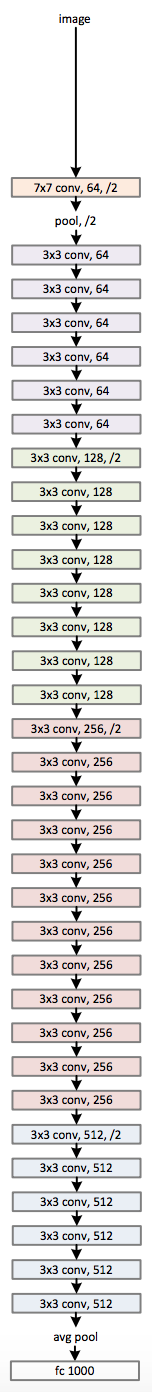 image
7x7 conv, 64, /2
pool, /2
3x3 conv, 64
3x3 conv, 64
3x3 conv, 64
3x3 conv, 64
3x3 conv, 64
3x3 conv, 64
3x3 conv, 128, /2
3x3 conv, 128
3x3 conv, 128
3x3 conv, 128
3x3 conv, 128
3x3 conv, 128
3x3 conv, 128
3x3 conv, 128
3x3 conv, 256, /2
3x3 conv, 256
3x3 conv, 256
3x3 conv, 256
3x3 conv, 256
3x3 conv, 256
3x3 conv, 256
3x3 conv, 256
3x3 conv, 256
3x3 conv, 256
3x3 conv, 256
3x3 conv, 256
3x3 conv, 512, /2
3x3 conv, 512
3x3 conv, 512
3x3 conv, 512
3x3 conv, 512
3x3 conv, 512
avg pool
fc 1000